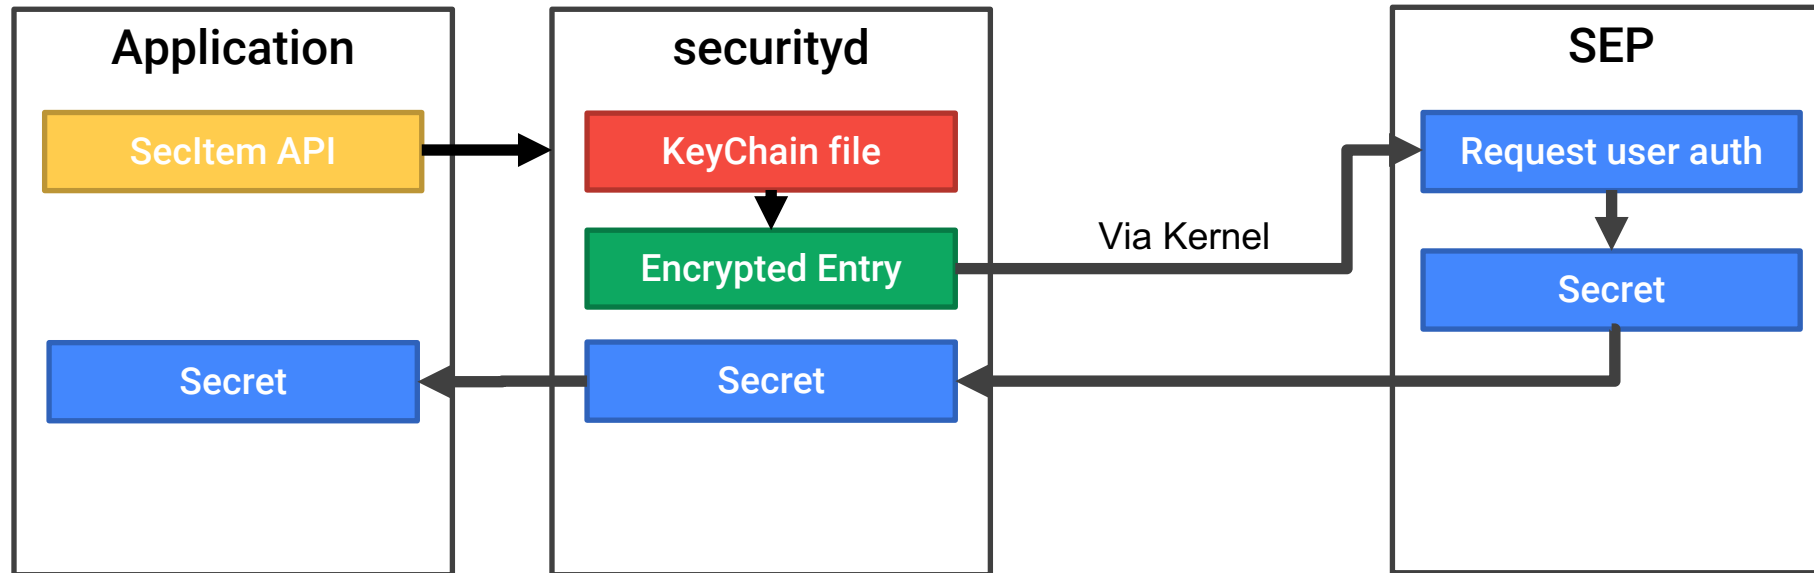 Application
securityd
SEP
SecItem API
KeyChain file
Request user auth
Encrypted Entry
Via Kernel
Secret
Secret
Secret